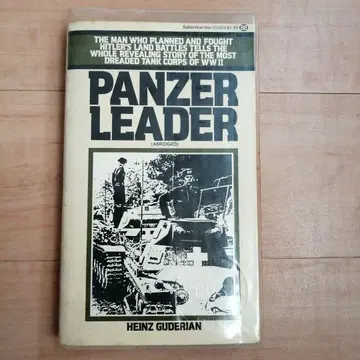 THE MAN WHO PLANNED AND FOUGHT
HITLER'S LAND BATTLES TELLS THE
WHOLE REVEALING STORY OF THE MOST
DREADED TANK CORPS OF WW II
PANZER
LEADER
(ABRIDGED)
HEINZ GUDERIAN